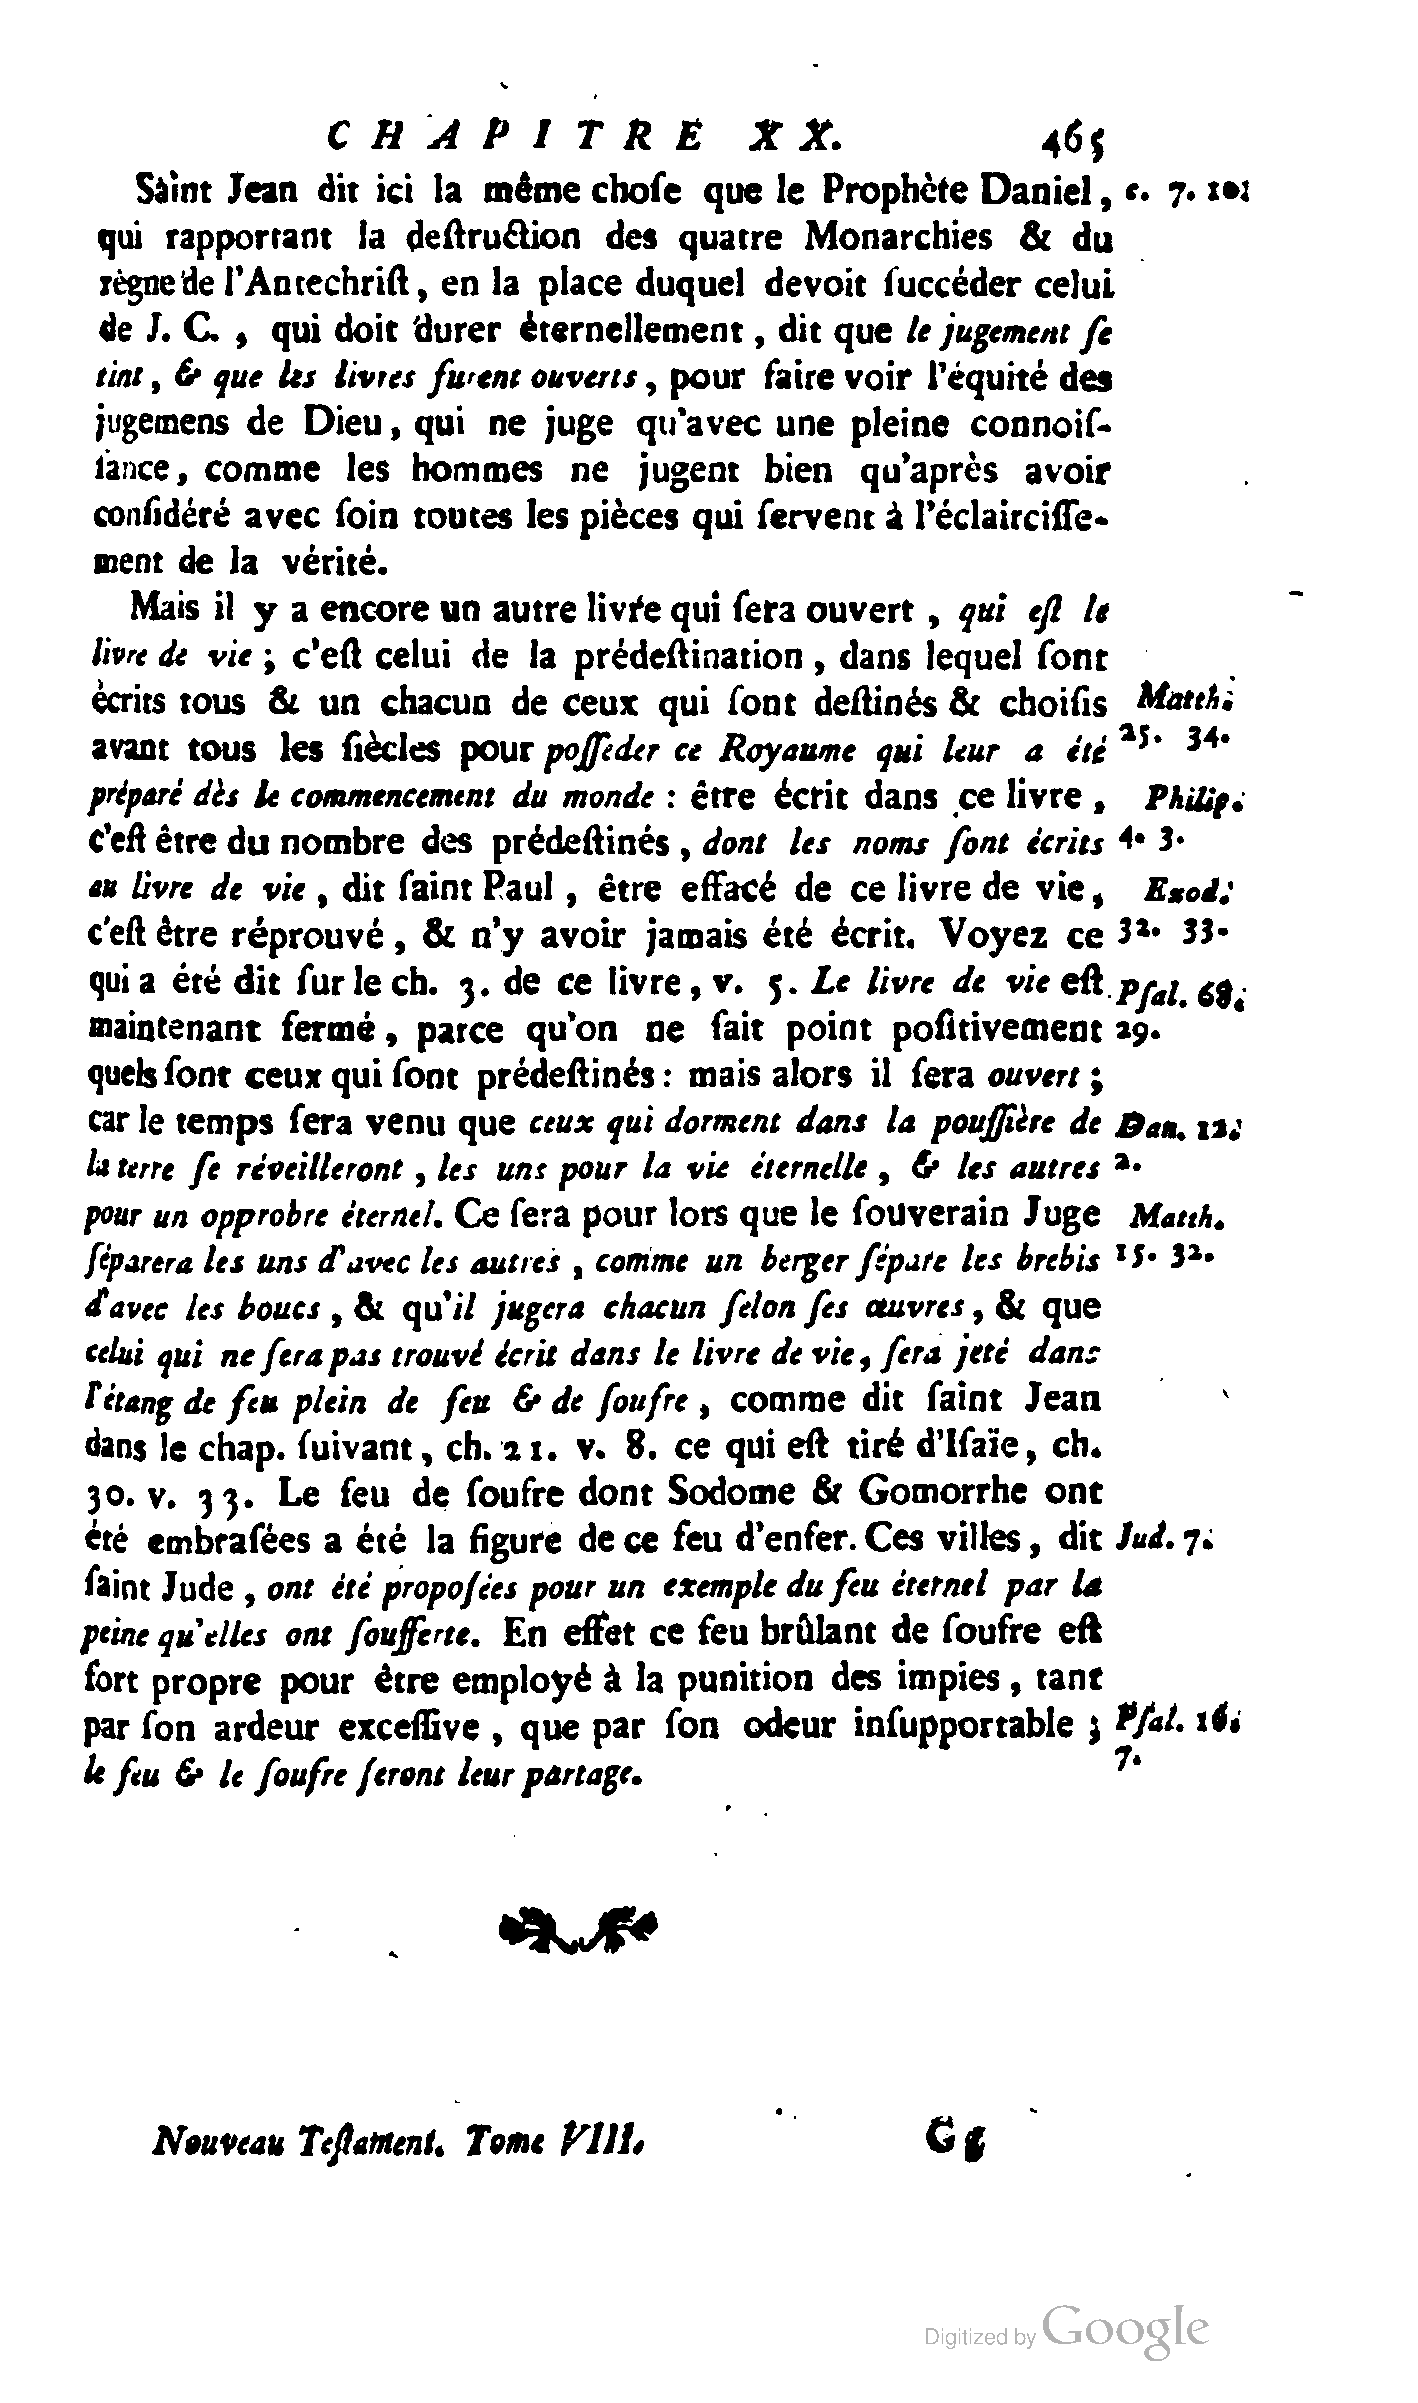 CHAPITRE XX. 465
Saint Jean dit ici la même choſe que le Prophète Daniel, c. 7. 10.
qui rapportant la deſtruction des quatre Monarchies & du
règne de l'Antechriſt, en la place duquel devoit ſuccéder celui
de J. C., qui doit durer éternellement, dit que le jugement ſe
tint, & que les livres furent ouverts, pour faire voir l'équité des
jugemens de Dieu, qui ne juge qu'avec une pleine connoiſ-
ſance, comme les hommes ne jugent bien qu'après avoir
conſidéré avec ſoin toutes les pièces qui ſervent à l'éclairciſſe-
ment de la vérité.
Mais il y a encore un autre livre qui ſera ouvert, qui eſt le
livre de vie; c'eſt celui de la prédeſtination, dans lequel ſont
écrits tous & un chacun de ceux qui ſont deſtinés & choiſis Matth.
avant tous les ſiècles pour poſſeder ce Royaume qui leur a été 25. 34.
préparé dès le commencement du monde : être écrit dans ce livre, Philip.
c'eſt être du nombre des prédeſtinés, dont les noms ſont écrits 4. 3.
au livre de vie, dit ſaint Paul, être effacé de ce livre de vie, Exod.
c'eſt être réprouvé, & n'y avoir jamais été écrit. Voyez ce 32. 33.
qui a été dit ſur le ch. 3. de ce livre, v. 5. Le livre de vie eſt Pſal. 68.
maintenant fermé, parce qu'on ne ſait point poſitivement 29.
quels ſont ceux qui ſont prédeſtinés : mais alors il ſera ouvert;
car le temps ſera venu que ceux qui dorment dans la pouſſière de Dan. 12.
la terre ſe réveilleront, les uns pour la vie éternelle, & les autres 2.
pour un opprobre éternel. Ce ſera pour lors que le ſouverain Juge Matth.
ſéparera les uns d'avec les autres, comme un berger ſépare les brebis 15. 32.
d'avec les boucs, & qu'il jugera chacun ſelon ſes œuvres, & que
celui qui ne ſera pas trouvé écrit dans le livre de vie, ſera jeté dans
l'étang de feu plein de feu & de ſoufre, comme dit ſaint Jean
dans le chap. ſuivant, ch. 21. v. 8. ce qui eſt tiré d'Iſaïe, ch.
30. v. 33. Le feu de ſoufre dont Sodome & Gomorrhe ont
été embraſées a été la figure de ce feu d'enfer. Ces villes, dit Jud. 7.
ſaint Jude, ont été propoſées pour un exemple du feu éternel par la
peine qu'elles ont ſoufferte. En effet ce feu brûlant de ſoufre eſt
fort propre pour être employé à la punition des impies, tant
par ſon ardeur exceſſive, que par ſon odeur inſupportable; Pſal. 10.
le feu & le ſoufre ſeront leur partage. 7.
Nouveau Teſtament. Tome VIII. Gg
Digitized by Google